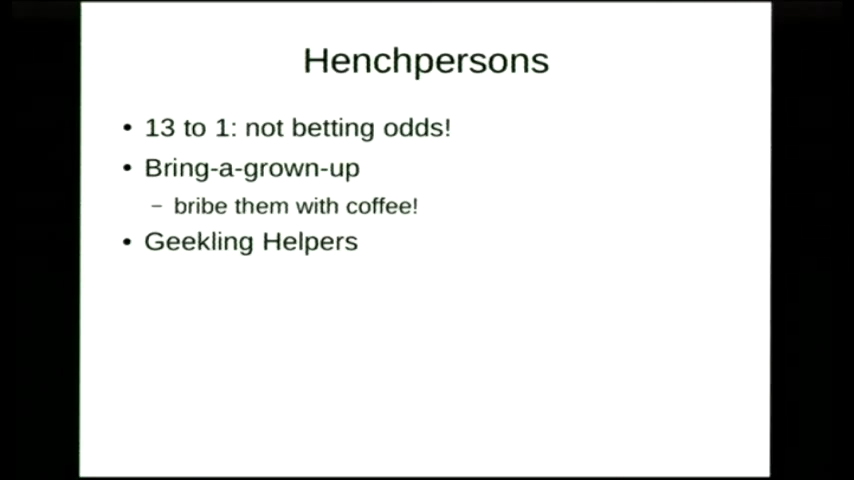 Henchpersons
• 13 to 1: not betting odds!
• Bring-a-grown-up
– bribe them with coffee!
• Geekling Helpers